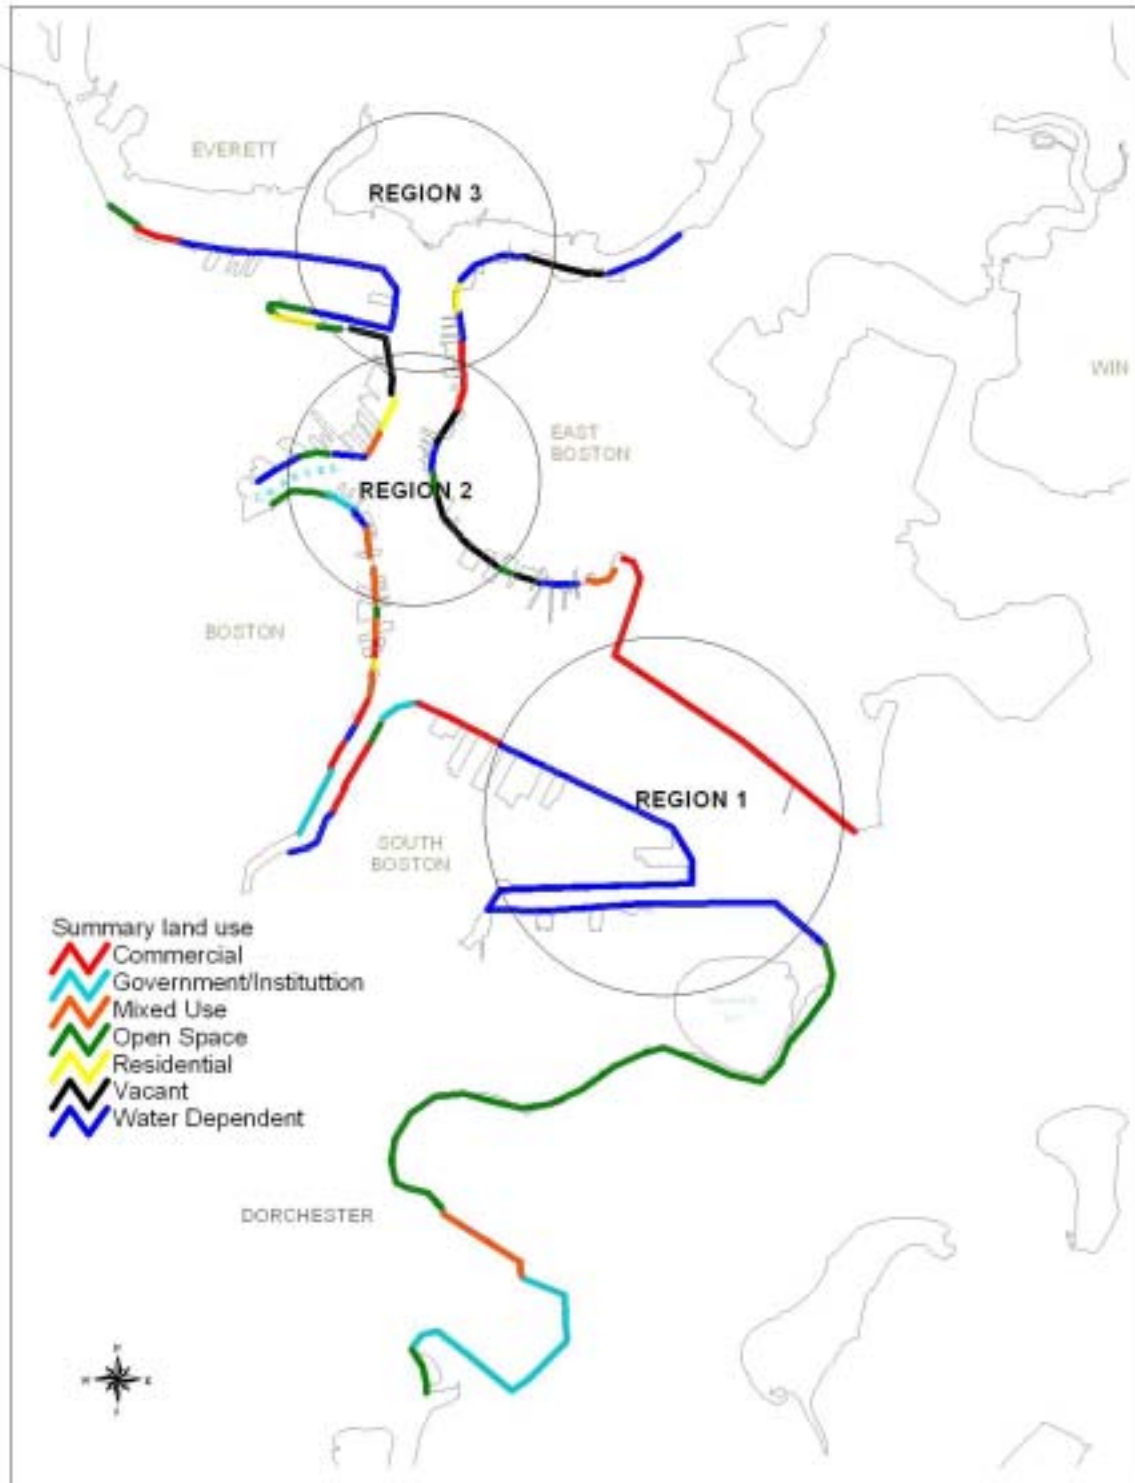 EVERETT
REGION 3
WIN
EAST
BOSTON
REGION 2
BOSTON
REGION 1
SOUTH
BOSTON
Summary land use
Commercial
Government/Instituttion
Mixed Use
Open Space
Residential
Vacant
Water Dependent
DORCHESTER